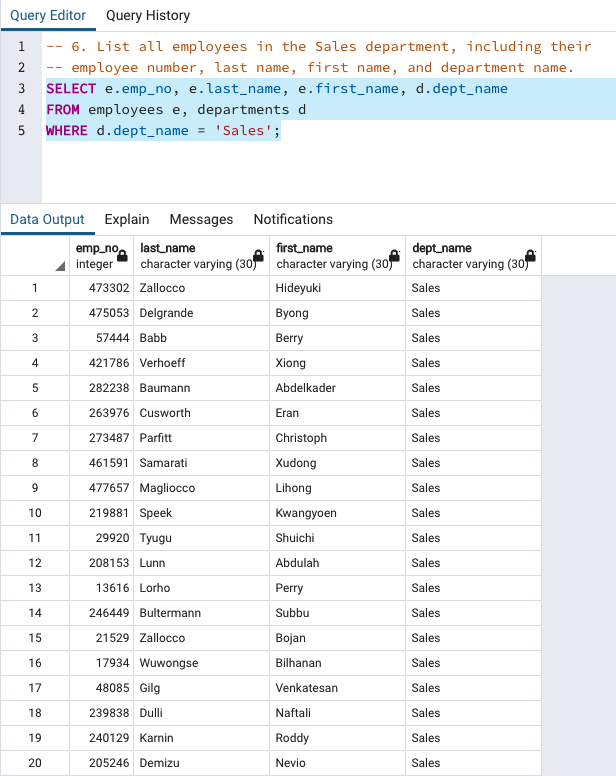 Query Editor Query History
1 -- 6. List all employees in the Sales department, including their
2 -- employee number, last name, first name, and department name.
3 SELECT e.emp_no, e.last_name, e.first_name, d.dept_name
4 FROM employees e, departments d
5 WHERE d.dept_name = 'Sales';
Data Output Explain Messages Notifications
emp_no last_name first_name dept_name
integer character varying (30) character varying (30) character varying (30)
1 473302 Zallocco Hideyuki Sales
2 475053 Delgrande Byong Sales
3 57444 Babb Berry Sales
4 421786 Verhoeff Xiong Sales
5 282238 Baumann Abdelkader Sales
6 263976 Cusworth Eran Sales
7 273487 Parfitt Christoph Sales
8 461591 Samarati Xudong Sales
9 477657 Magliocco Lihong Sales
10 219881 Speek Kwangyoen Sales
11 29920 Tyugu Shuichi Sales
12 208153 Lunn Abdulah Sales
13 13616 Lorho Perry Sales
14 246449 Bultermann Subbu Sales
15 21529 Zallocco Bojan Sales
16 17934 Wuwongse Bilhanan Sales
17 48085 Gilg Venkatesan Sales
18 239838 Dulli Naftali Sales
19 240129 Karnin Roddy Sales
20 205246 Demizu Nevio Sales